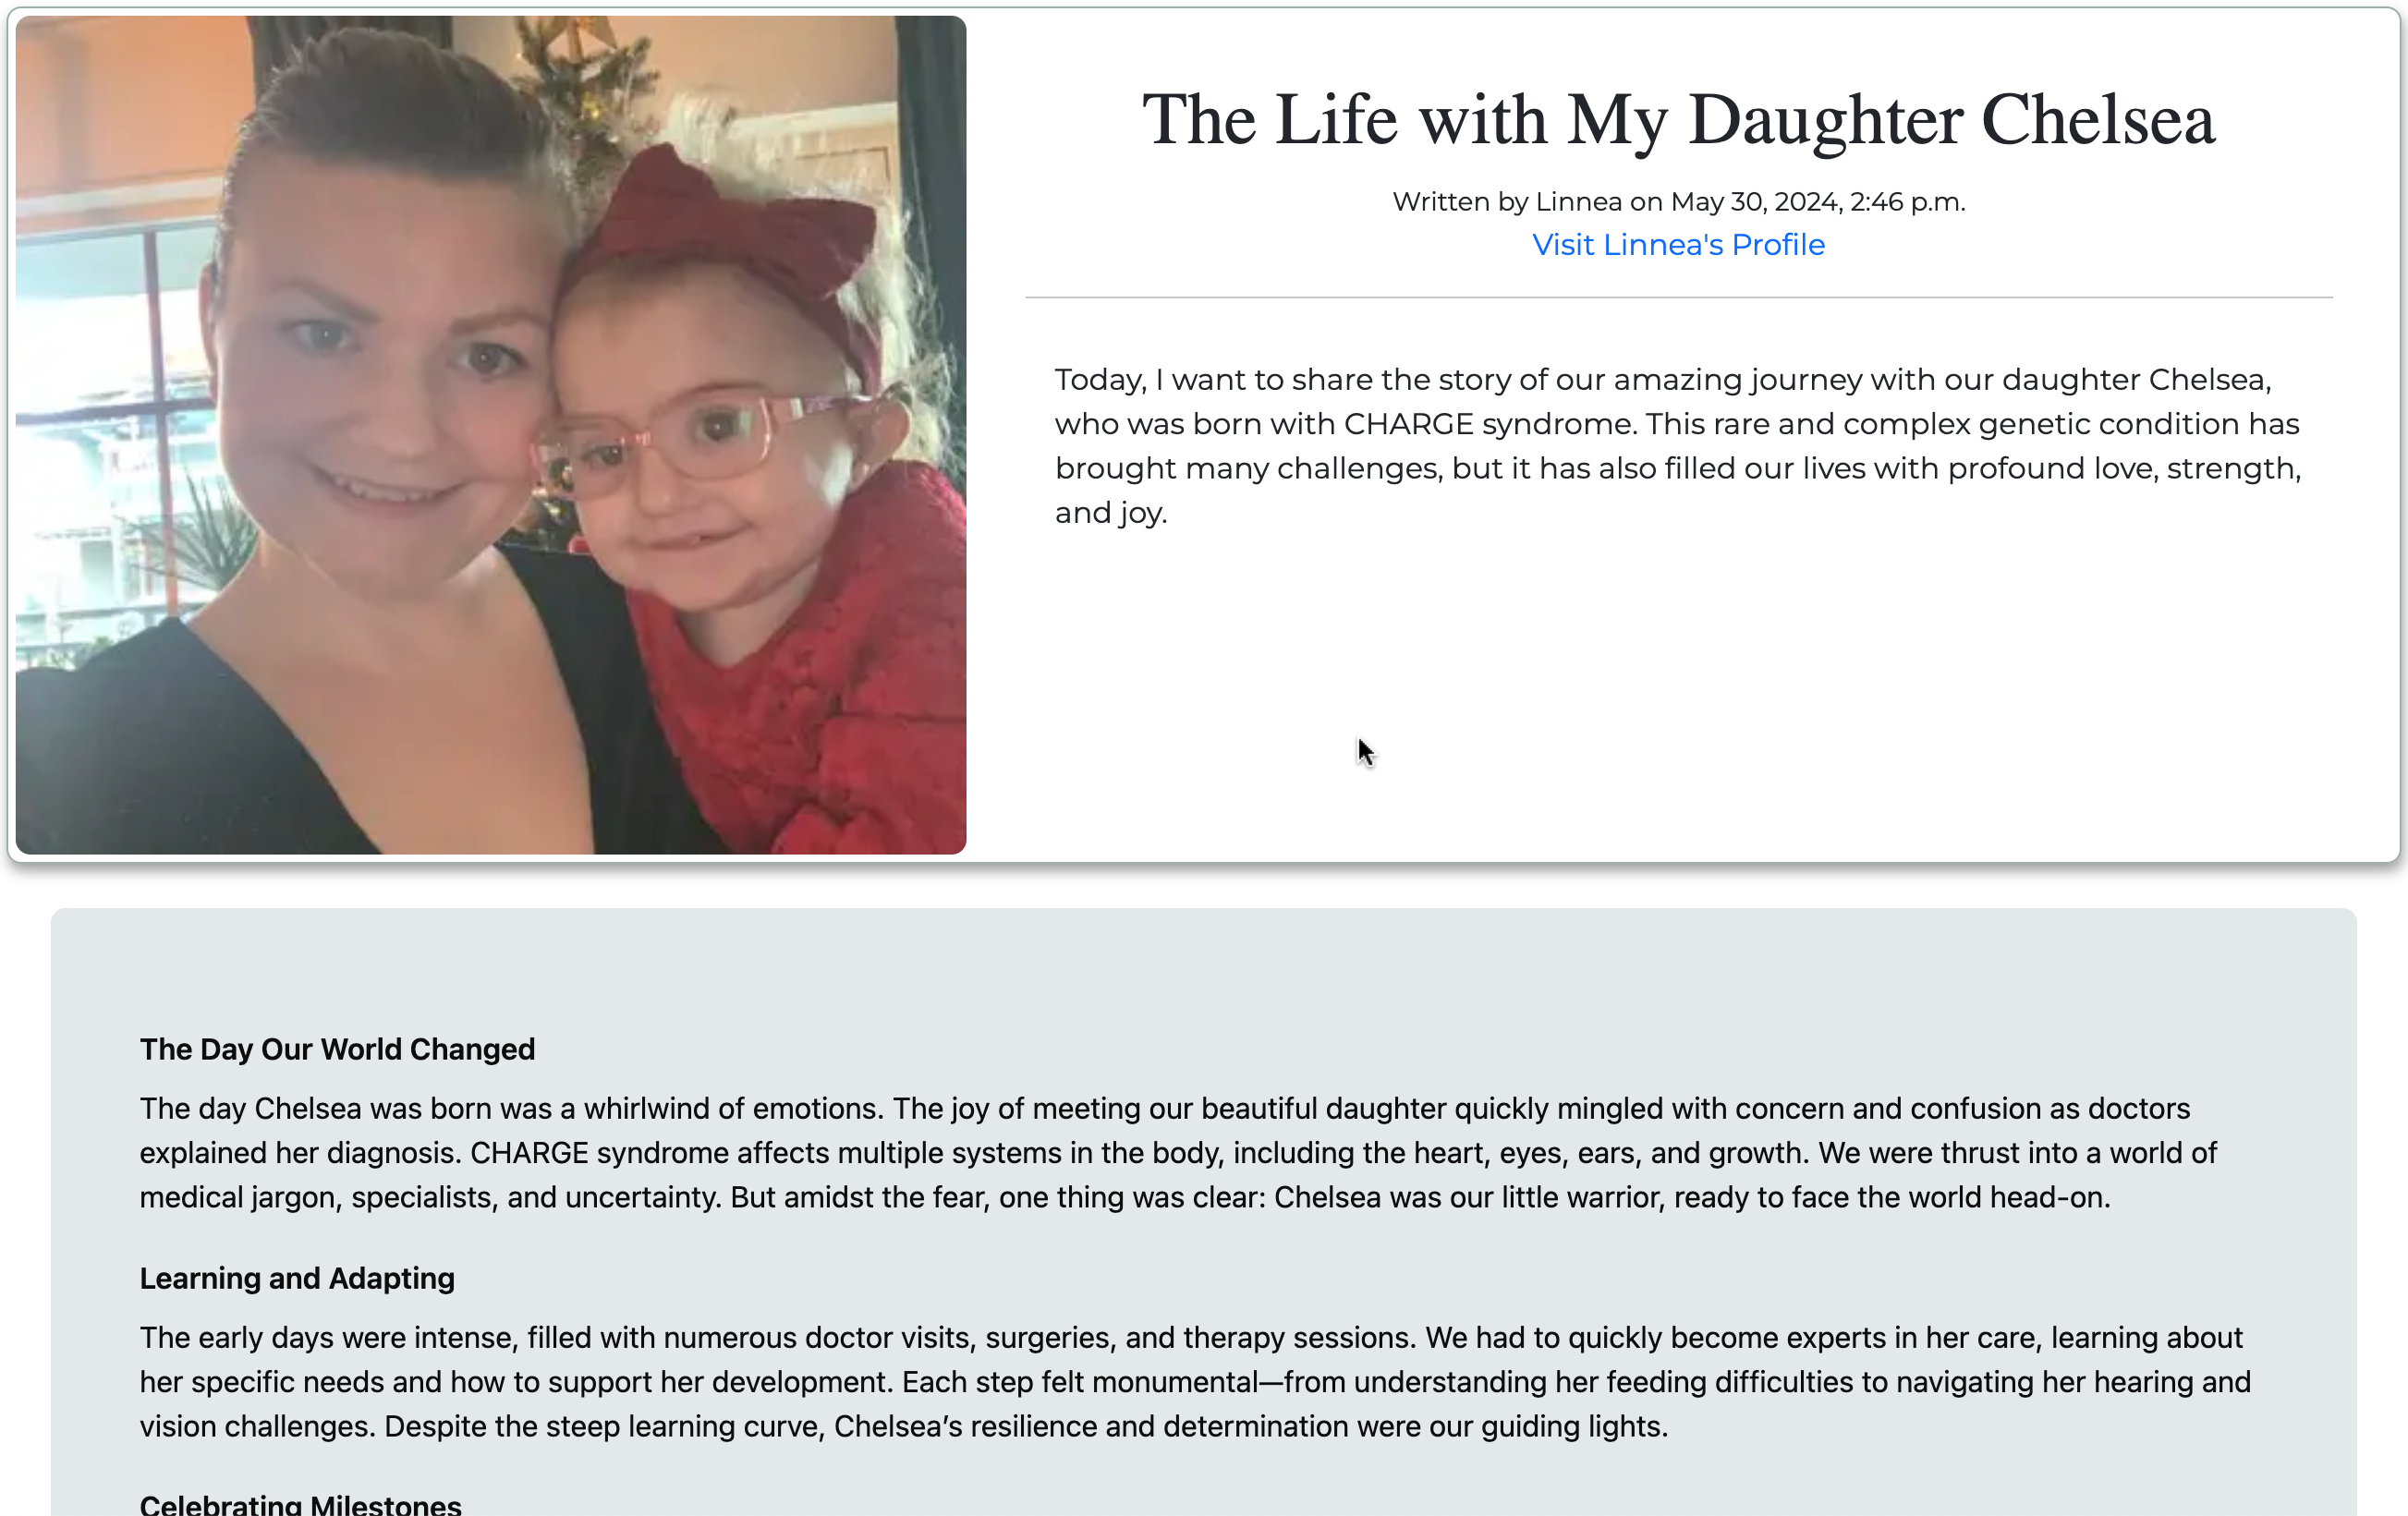 The Life with My Daughter Chelsea
Written by Linnea on May 30, 2024, 2:46 p.m.
Visit Linnea's Profile
Today, I want to share the story of our amazing journey with our daughter Chelsea,
who was born with CHARGE syndrome. This rare and complex genetic condition has
brought many challenges, but it has also filled our lives with profound love, strength,
and joy.
The Day Our World Changed
The day Chelsea was born was a whirlwind of emotions. The joy of meeting our beautiful daughter quickly mingled with concern and confusion as doctors
explained her diagnosis. CHARGE syndrome affects multiple systems in the body, including the heart, eyes, ears, and growth. We were thrust into a world of
medical jargon, specialists, and uncertainty. But amidst the fear, one thing was clear: Chelsea was our little warrior, ready to face the world head-on.
Learning and Adapting
The early days were intense, filled with numerous doctor visits, surgeries, and therapy sessions. We had to quickly become experts in her care, learning about
her specific needs and how to support her development. Each step felt monumental—from understanding her feeding difficulties to navigating her hearing and
vision challenges. Despite the steep learning curve, Chelsea’s resilience and determination were our guiding lights.
Celebrating Milestones